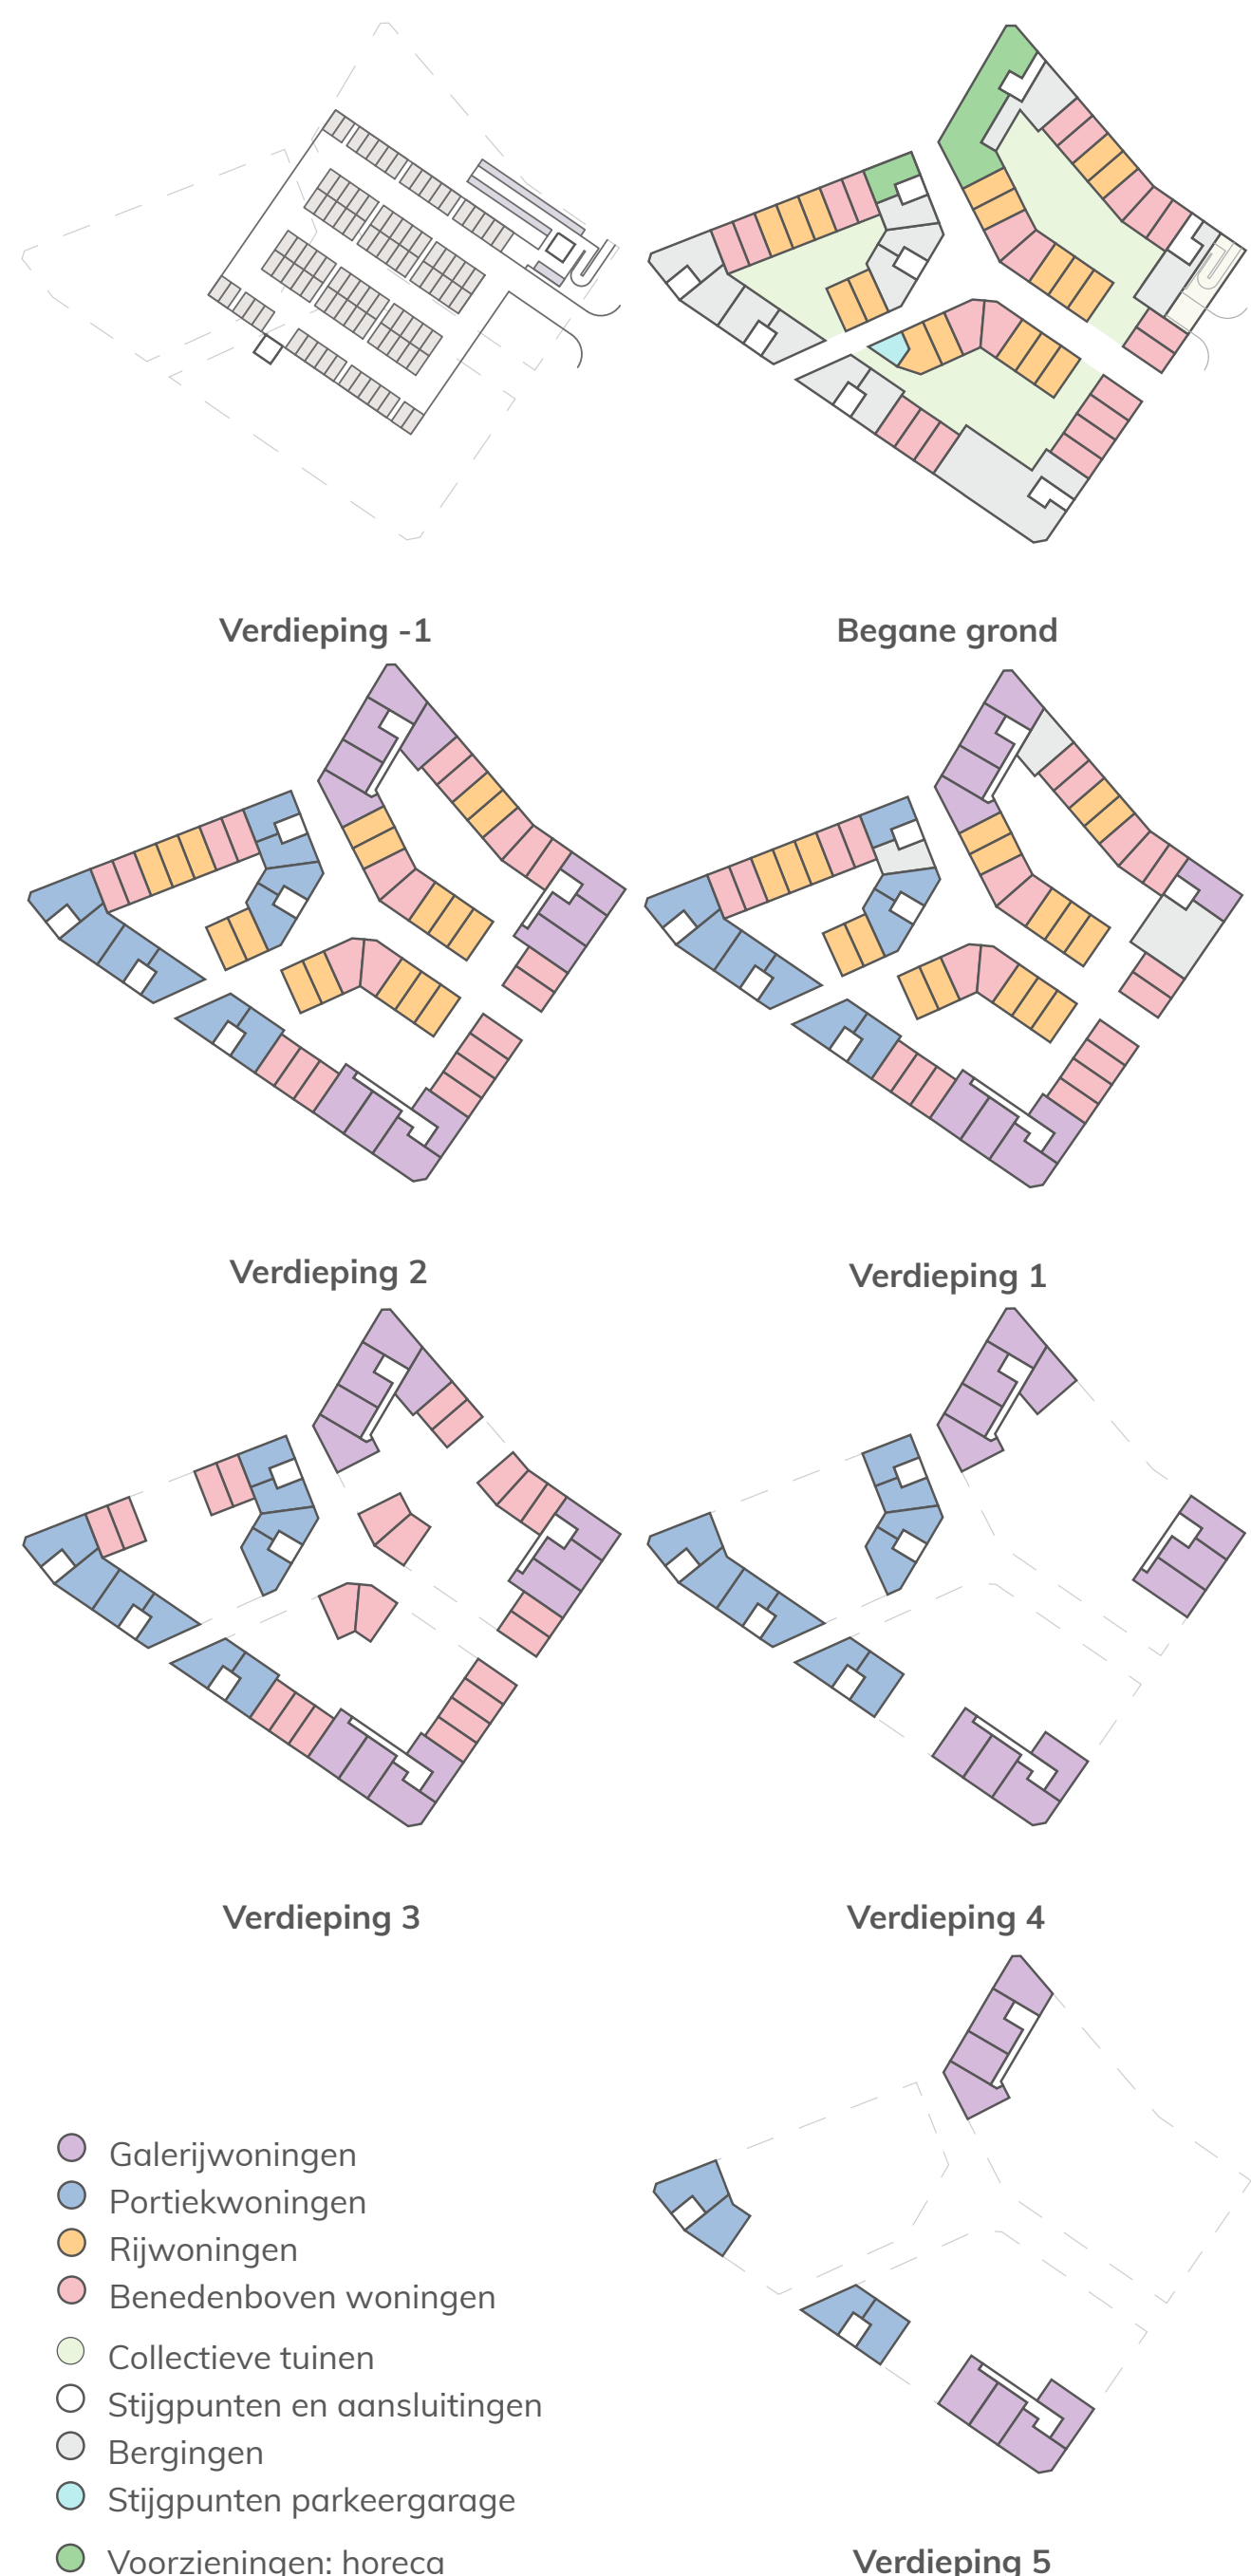 Verdieping -1
Begane grond
Verdieping 2
Verdieping 1
Verdieping 3
Verdieping 4
Galerijwoningen
Portiekwoningen
Rijwoningen
Benedenboven woningen
Collectieve tuinen
Stijgpunten en aansluitingen
Bergingen
Stijgpunten parkeergarage
Voorzieningen: horeca
Verdieping 5